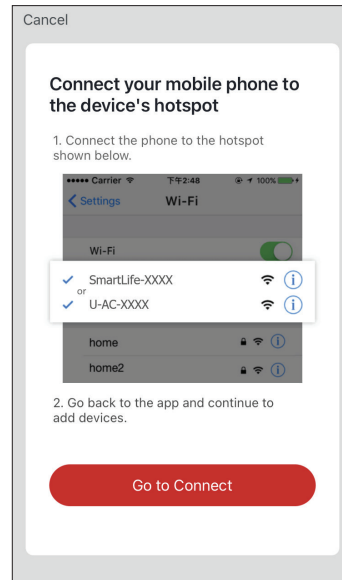 Cancel
Connect your mobile phone to
the device's hotspot
1. Connect the phone to the hotspot
shown below.
Carrier 下午2:48 100%
Settings Wi-Fi
Wi-Fi
SmartLife-XXXX
or
U-AC-XXXX
home
home2
2. Go back to the app and continue to
add devices.
Go to Connect